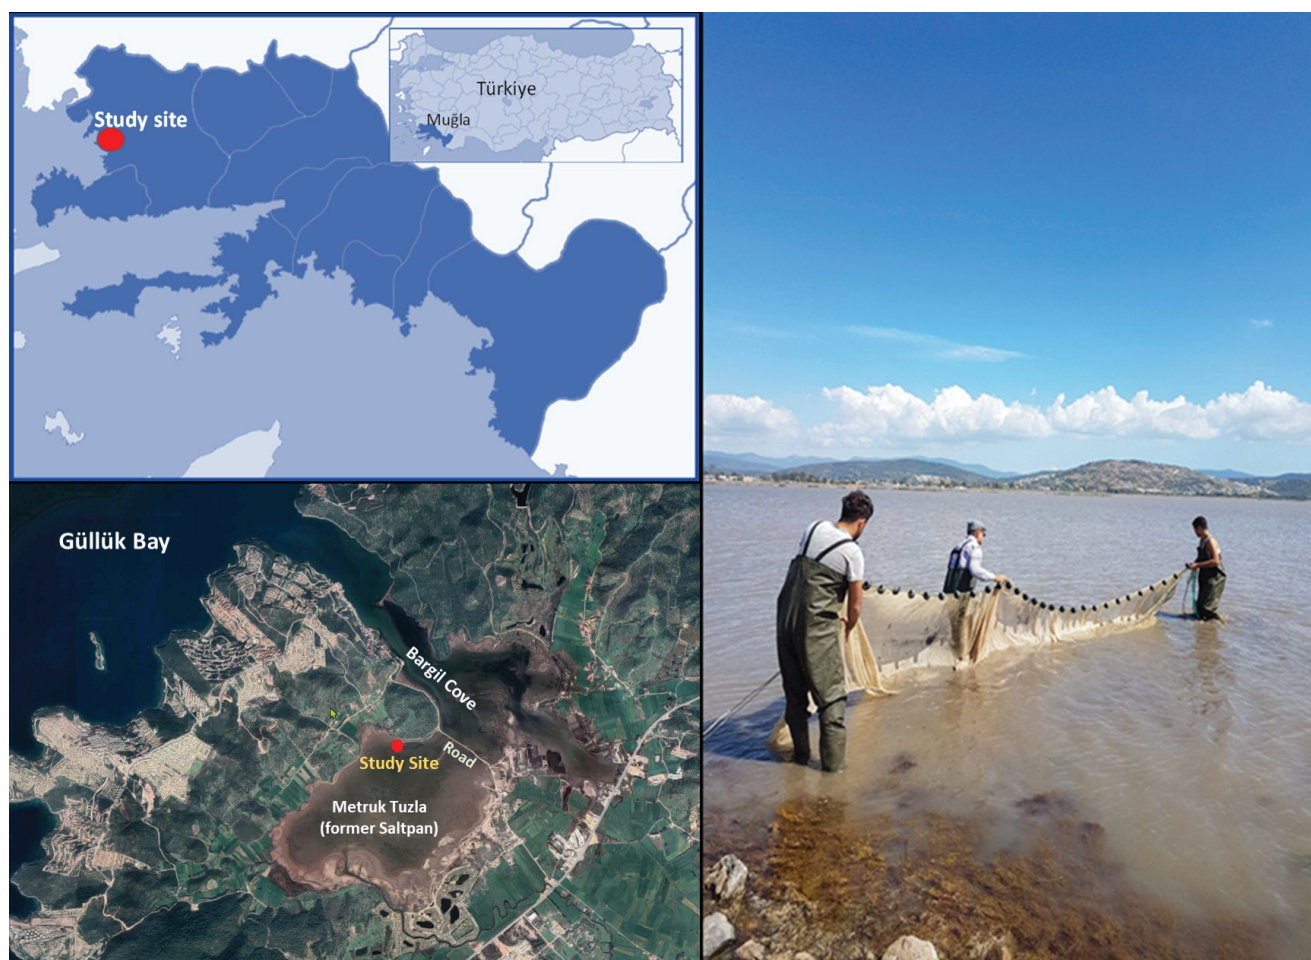 Türkiye
Muğla
Study site
Güllük Bay
Bargil Cove
Road
Study Site
Metruk Tuzla
(former Saltpan)